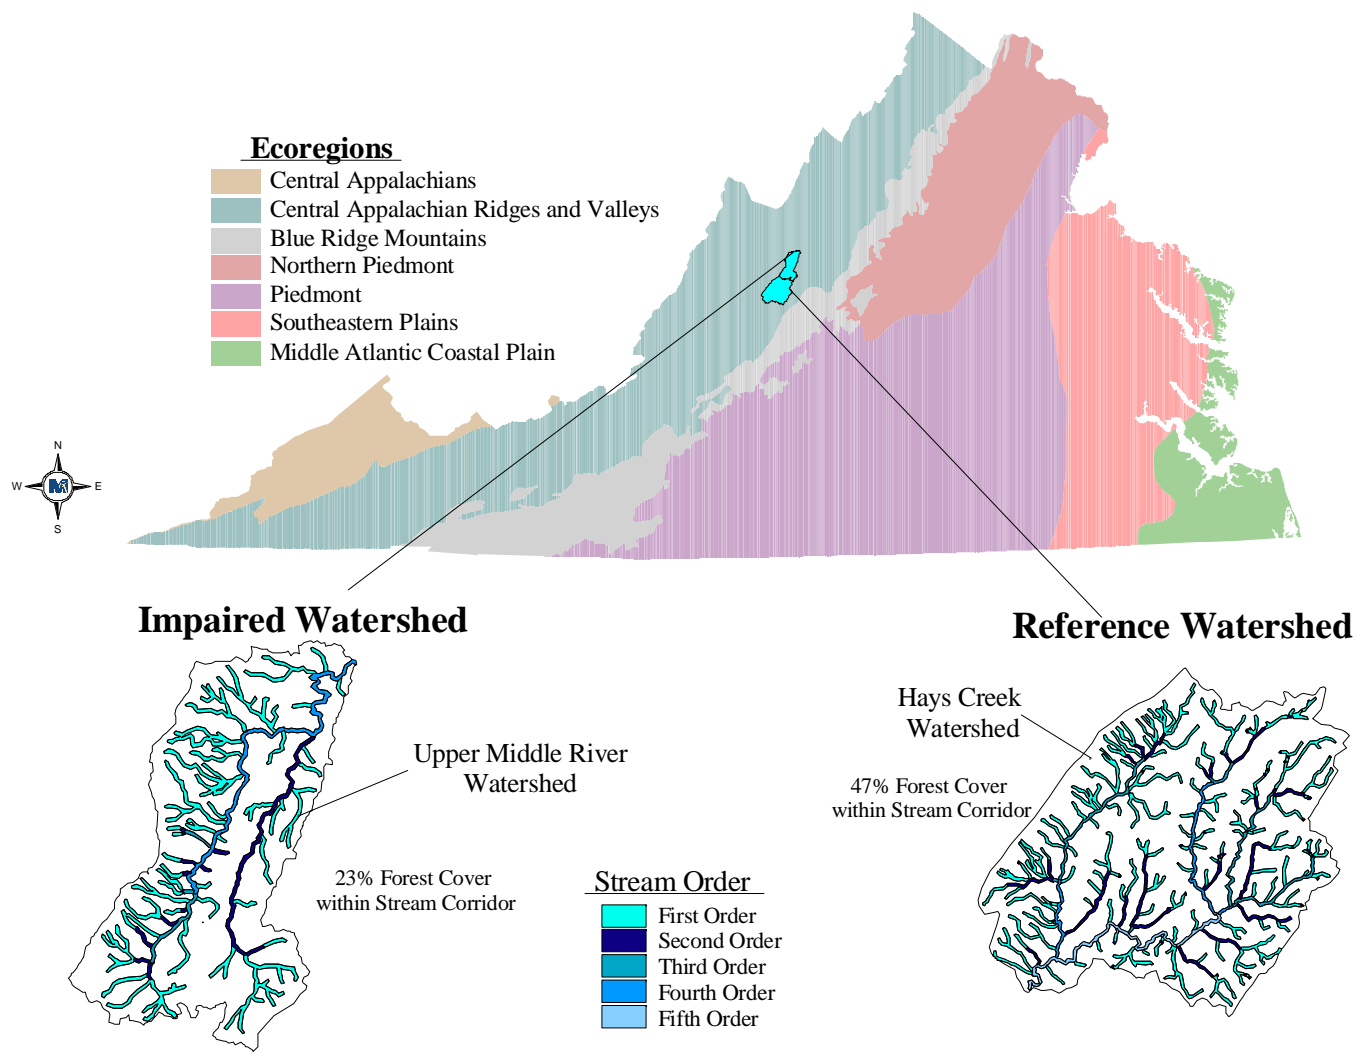 Ecoregions
Central Appalachians
Central Appalachian Ridges and Valleys
Blue Ridge Mountains
Northern Piedmont
Piedmont
Southeastern Plains
Middle Atlantic Coastal Plain
N
W
M
E
S
Impaired Watershed
Reference Watershed
Upper Middle River
Watershed
23% Forest Cover
within Stream Corridor
Hays Creek
Watershed
47% Forest Cover
within Stream Corridor
Stream Order
First Order
Second Order
Third Order
Fourth Order
Fifth Order